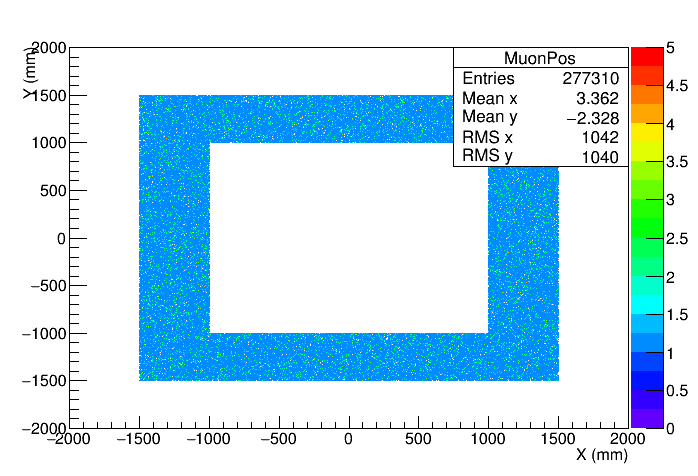 Y (mm)
MuonPos
Entries 277310
Mean x 3.362
Mean y −2.328
RMS x 1042
RMS y 1040
2000
1500
1000
500
0
−500
−1000
−1500
−2000
−2000 −1500 −1000 −500 0 500 1000 1500 2000
X (mm)
5
4.5
4
3.5
3
2.5
2
1.5
1
0.5
0